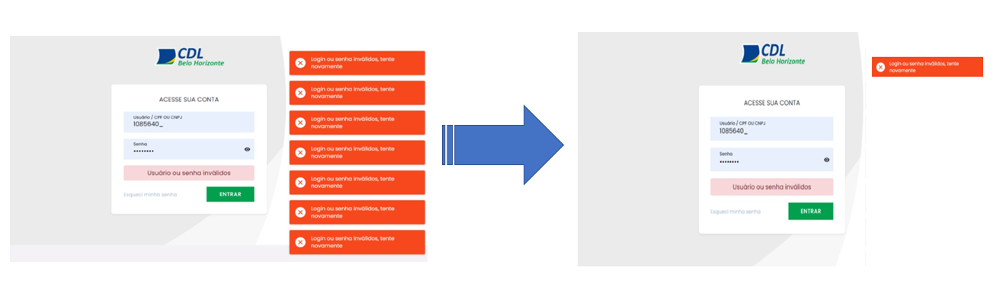 CDL
Belo Horizonte
ACESSE SUA CONTA
Usuário / CPF OU CNPJ
1085640_
Senha
••••••••
Usuário ou senha inválidos
Esqueci minha senha
ENTRAR
Login ou senha inválidos, tente
novamente
Login ou senha inválidos, tente
novamente
Login ou senha inválidos, tente
novamente
Login ou senha inválidos, tente
novamente
Login ou senha inválidos, tente
novamente
Login ou senha inválidos, tente
novamente
Login ou senha inválidos, tente
novamente
CDL
Belo Horizonte
ACESSE SUA CONTA
Usuário / CPF OU CNPJ
1085640_
Senha
••••••••
Usuário ou senha inválidos
Esqueci minha senha
ENTRAR
Login ou senha inválidos, tente
novamente